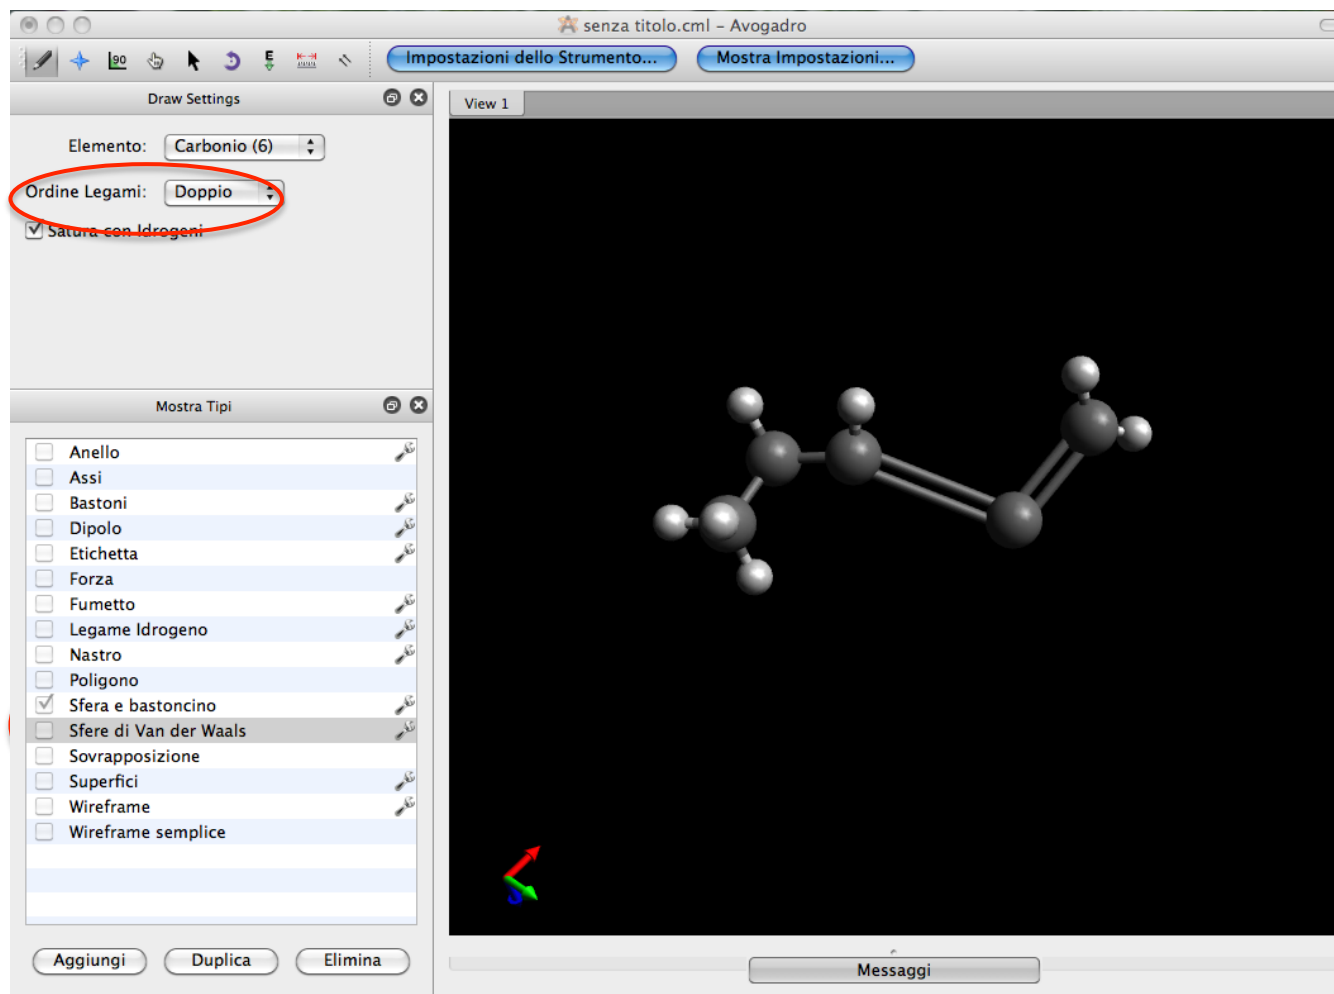 senza titolo.cml – Avogadro
90
E
Impostazioni dello Strumento...
Mostra Impostazioni...
Draw Settings
View 1
Elemento: Carbonio (6)
Ordine Legami: Doppio
Satura con Idrogeni
Mostra Tipi
Anello
Assi
Bastoni
Dipolo
Etichetta
Forza
Fumetto
Legame Idrogeno
Nastro
Poligono
Sfera e bastoncino
Sfere di Van der Waals
Sovrapposizione
Superfici
Wireframe
Wireframe semplice
Aggiungi
Duplica
Elimina
Messaggi